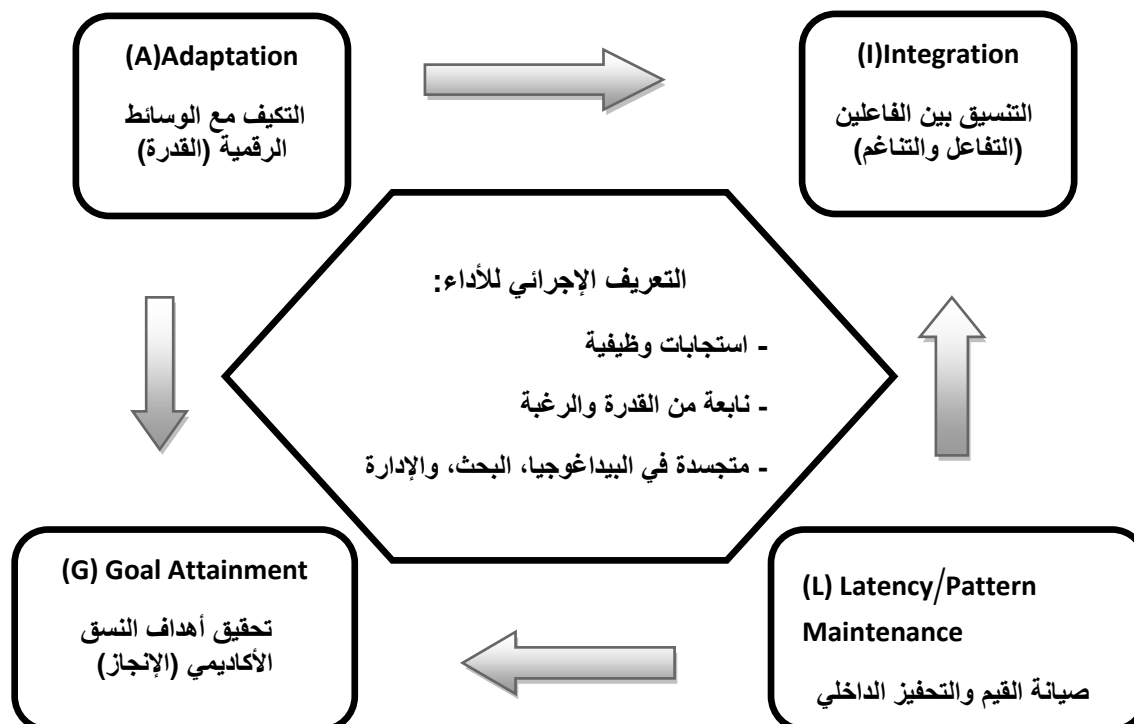 (A)Adaptation
التكيف مع الوسائط
الرقمية (القدرة)
(I)Integration
التنسيق بين الفاعلين
(التفاعل والتناغم)
التعريف الإجرائي للأداء:
- استجابات وظيفية
- نابعة من القدرة والرغبة
- متجسدة في البيداغوجيا، البحث، والإدارة
(G) Goal Attainment
تحقيق أهداف النسق
الأكاديمي (الإنجاز)
(L) Latency/Pattern
Maintenance
صيانة القيم والتحفيز الداخلي